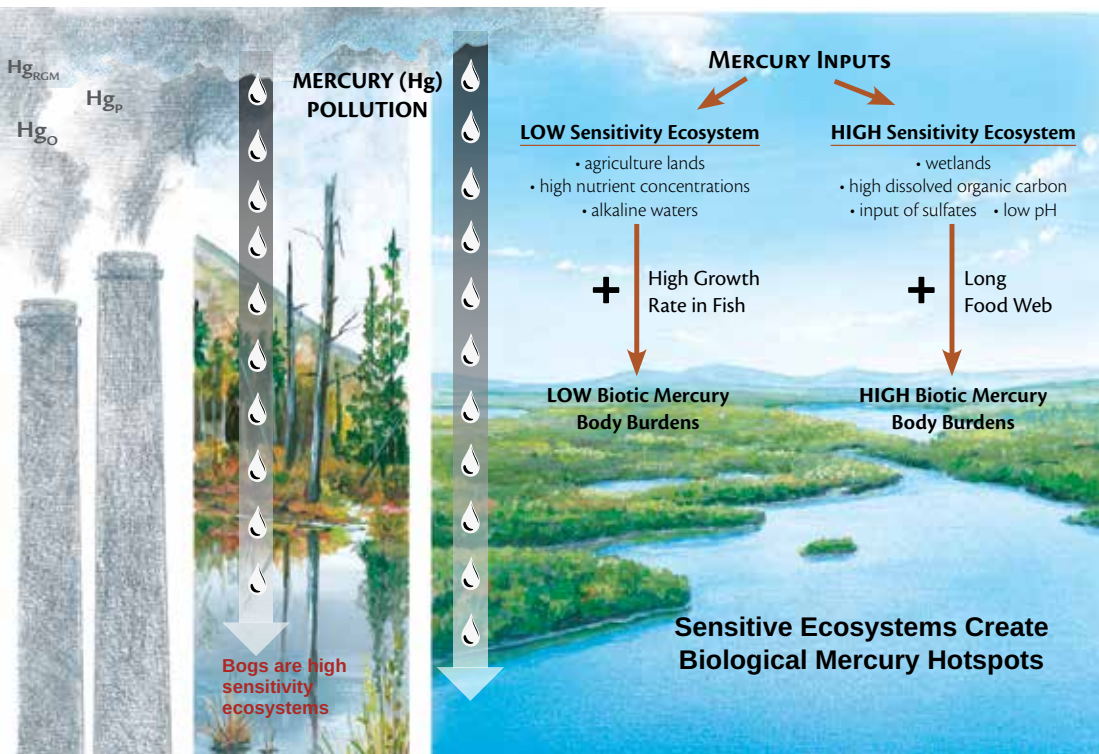 Hg RGM
Hg P
Hg O
MERCURY (Hg)
POLLUTION
Bogs are high
sensitivity
ecosystems
MERCURY INPUTS
LOW Sensitivity Ecosystem
• agriculture lands
• high nutrient concentrations
• alkaline waters
+ High Growth
Rate in Fish
LOW Biotic Mercury
Body Burdens
HIGH Sensitivity Ecosystem
• wetlands
• high dissolved organic carbon
• input of sulfates • low pH
+ Long
Food Web
HIGH Biotic Mercury
Body Burdens
Sensitive Ecosystems Create
Biological Mercury Hotspots